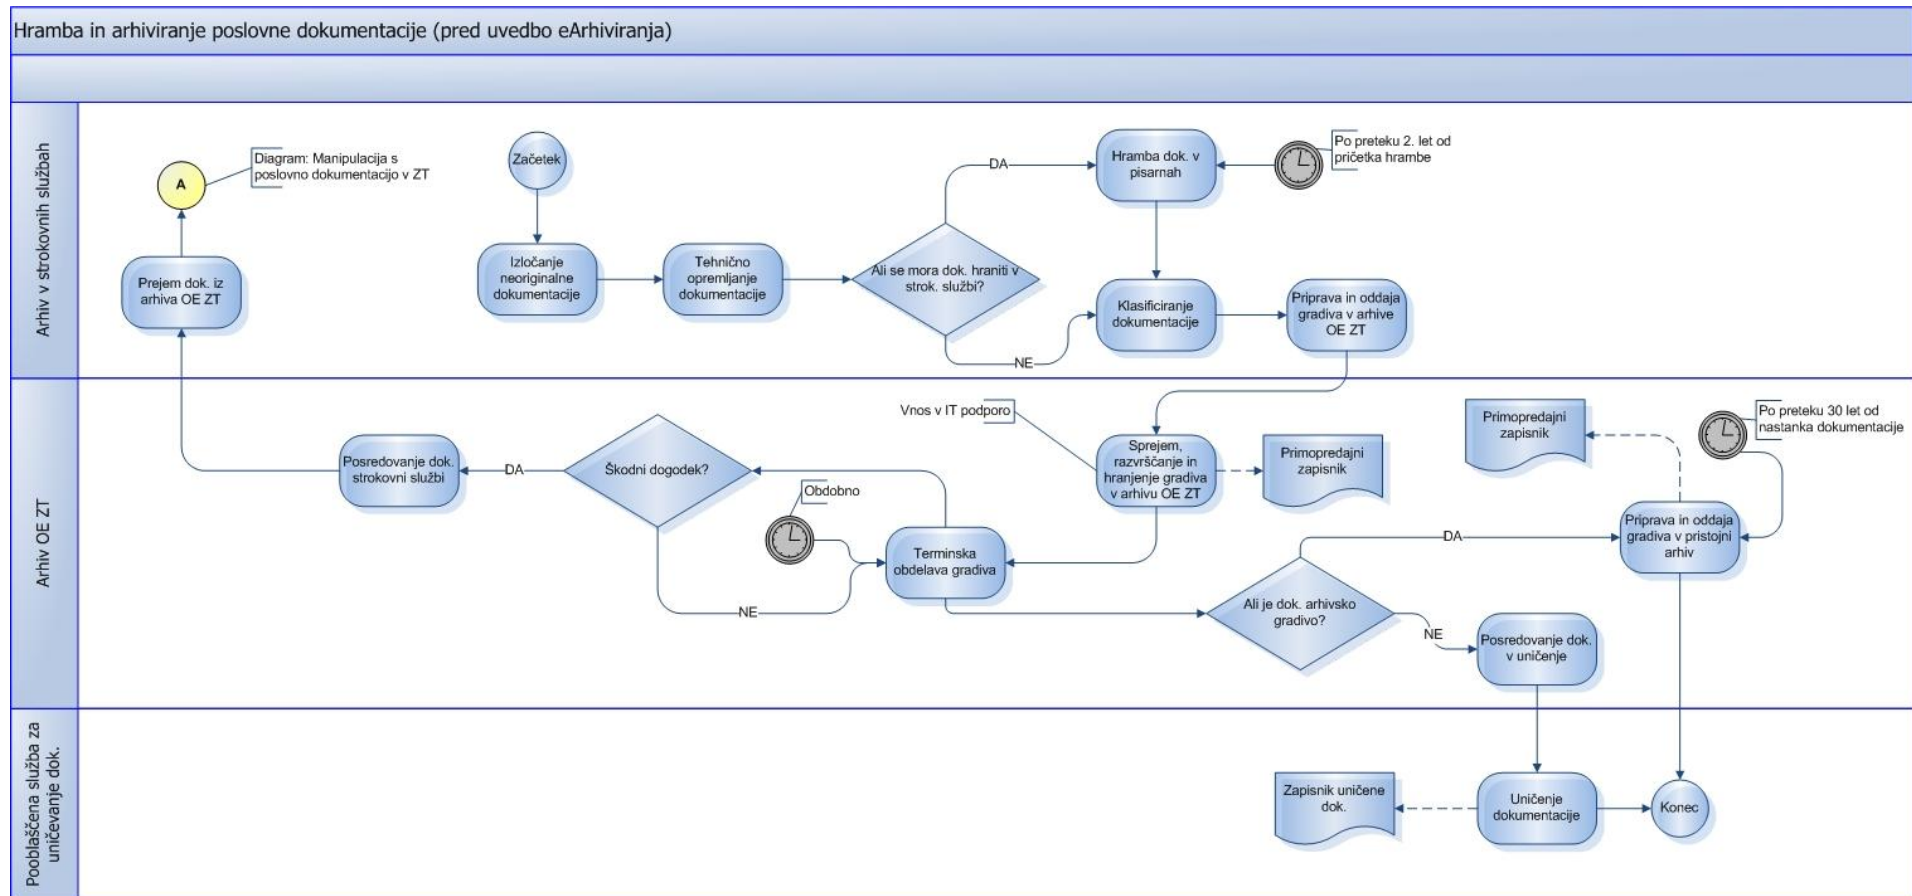 Hramba in arhiviranje poslovne dokumentacije (pred uvedbo eArhiviranja)
Arhiv v strokovnih službah
A
Diagram: Manipulacija s
poslovno dokumentacijo v ZT
Prejem dok. iz
arhiva OE ZT
Začetek
Izločanje
neoriginalne
dokumentacije
Tehnično
opremljanje
dokumentacije
Ali se mora dok. hraniti v
strok. službi?
DA
NE
Hramba dok. v
pisarnah
Po preteku 2. let od
pričetka hrambe
Klasificiranje
dokumentacije
Priprava in oddaja
gradiva v arhive
OE ZT
Arhiv OE ZT
Posredovanje dok.
strokovni službi
DA
Škodni dogodek?
NE
Obdobno
Terminska
obdelava gradiva
Vnos v IT podporo
Sprejem,
razvrščanje in
hranjenje gradiva
v arhivu OE ZT
Primopredajni
zapisnik
Ali je dok. arhivsko
gradivo?
DA
NE
Primopredajni
zapisnik
Po preteku 30 let od
nastanka dokumentacije
Priprava in oddaja
gradiva v pristojni
arhiv
Posredovanje dok.
v uničenje
Pooblaščena služba za
uničevanje dok.
Zapisnik uničene
dok.
Uničenje
dokumentacije
Konec